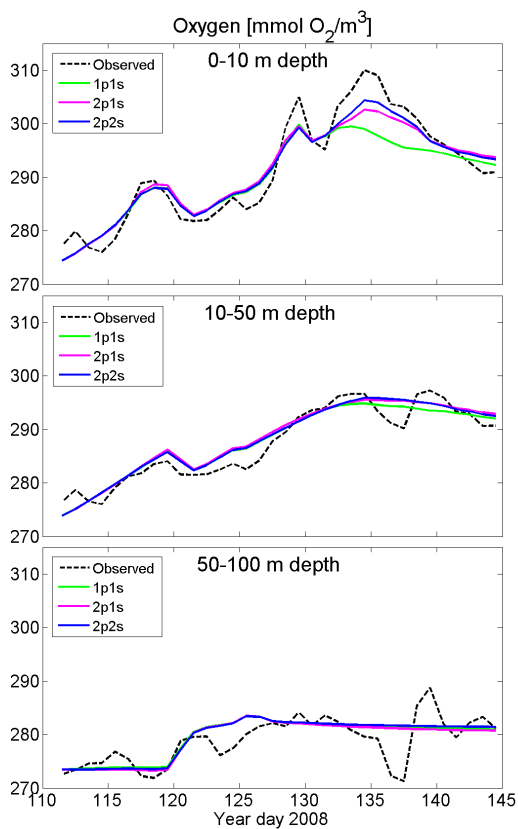 Oxygen [mmol O2/m3]
0-10 m depth
Observed
1p1s
2p1s
2p2s
310
300
290
280
270
10-50 m depth
Observed
1p1s
2p1s
2p2s
310
300
290
280
270
50-100 m depth
Observed
1p1s
2p1s
2p2s
310
300
290
280
270
110 115 120 125 130 135 140 145
Year day 2008